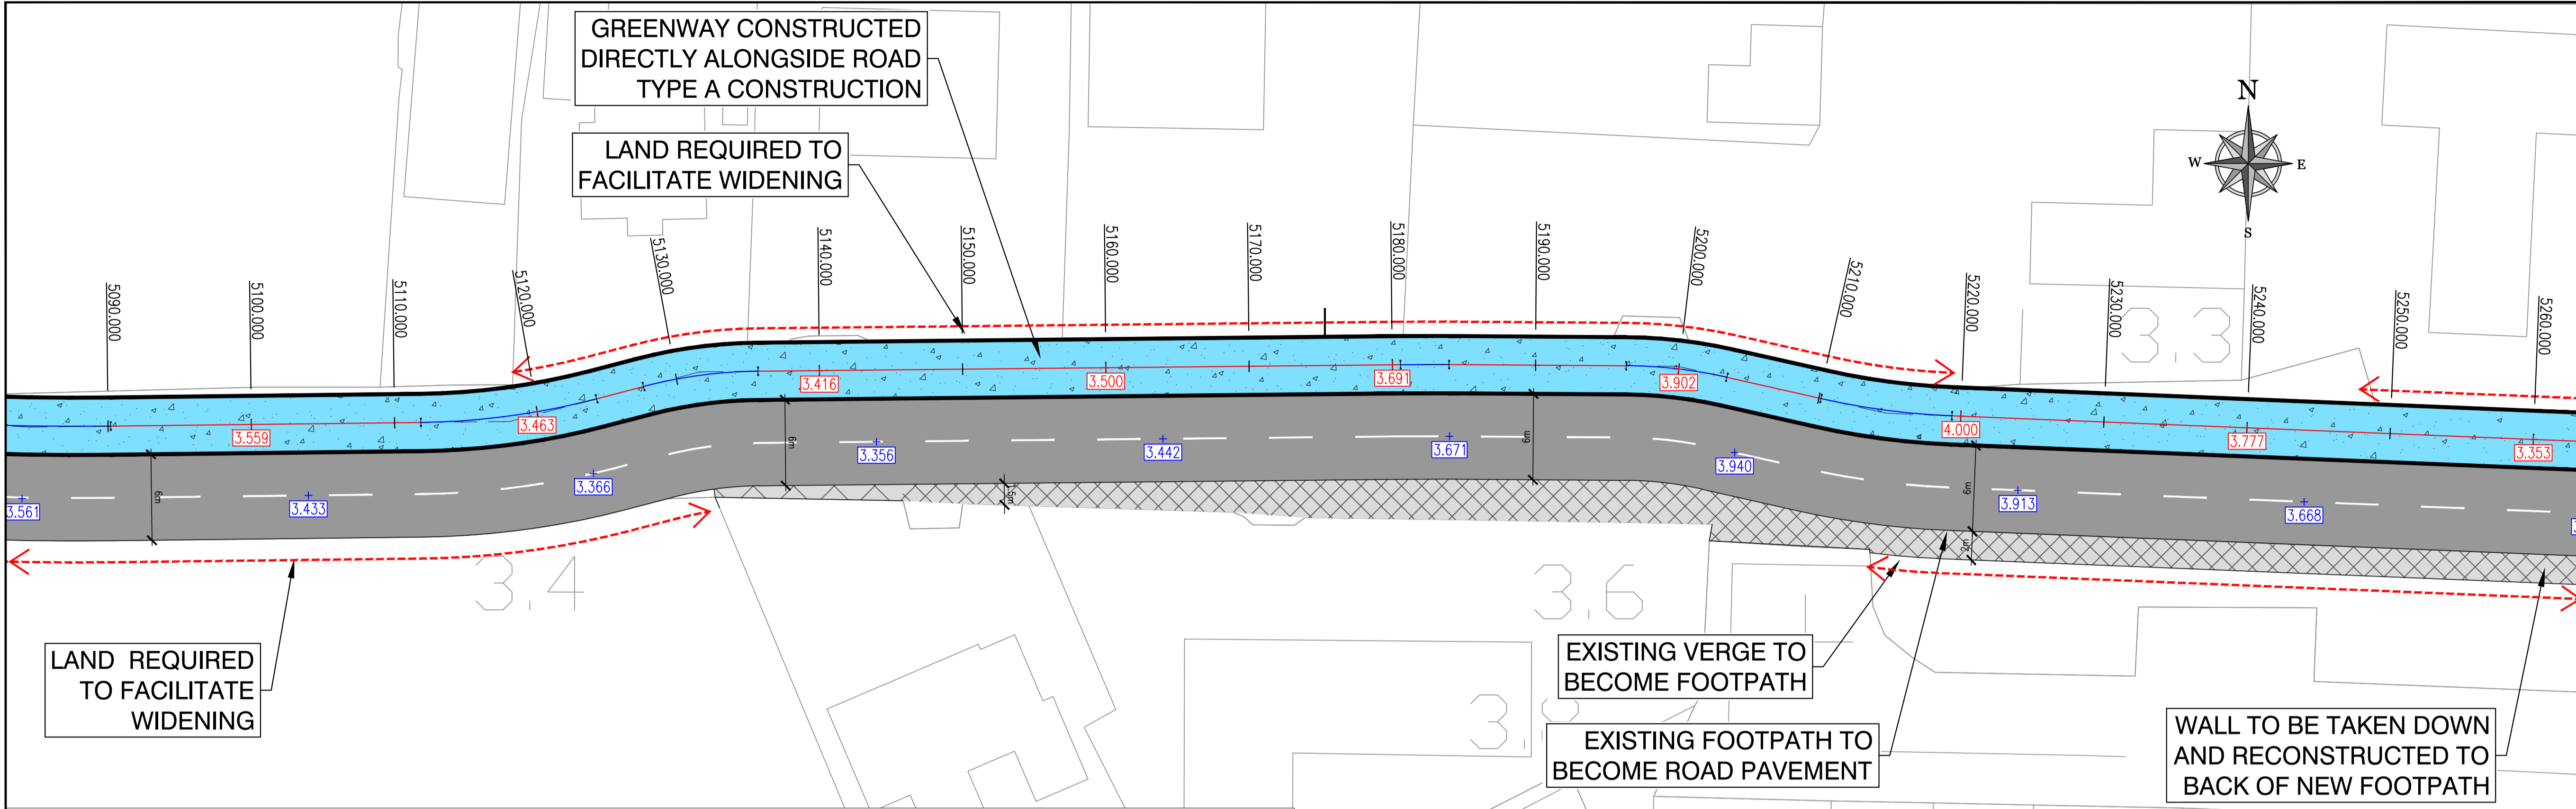 GREENWAY CONSTRUCTED
DIRECTLY ALONGSIDE ROAD
TYPE A CONSTRUCTION
LAND REQUIRED TO
FACILITATE WIDENING
N
W
E
S
5090.000
5100.000
5110.000
5120.000
5130.000
5140.000
5150.000
5160.000
5170.000
5180.000
5190.000
5200.000
5210.000
5220.000
5230.000
5240.000
5250.000
5260.000
3.3
3.559
3.463
3.416
3.500
3.691
3.902
4.000
3.777
3.353
6m
6m
6m
6m
3.561
3.433
3.366
3.356
3.442
3.671
3.940
3.913
3.668
2m
3.4
3.6
LAND REQUIRED
TO FACILITATE
WIDENING
EXISTING VERGE TO
BECOME FOOTPATH
EXISTING FOOTPATH TO
BECOME ROAD PAVEMENT
WALL TO BE TAKEN DOWN
AND RECONSTRUCTED TO
BACK OF NEW FOOTPATH